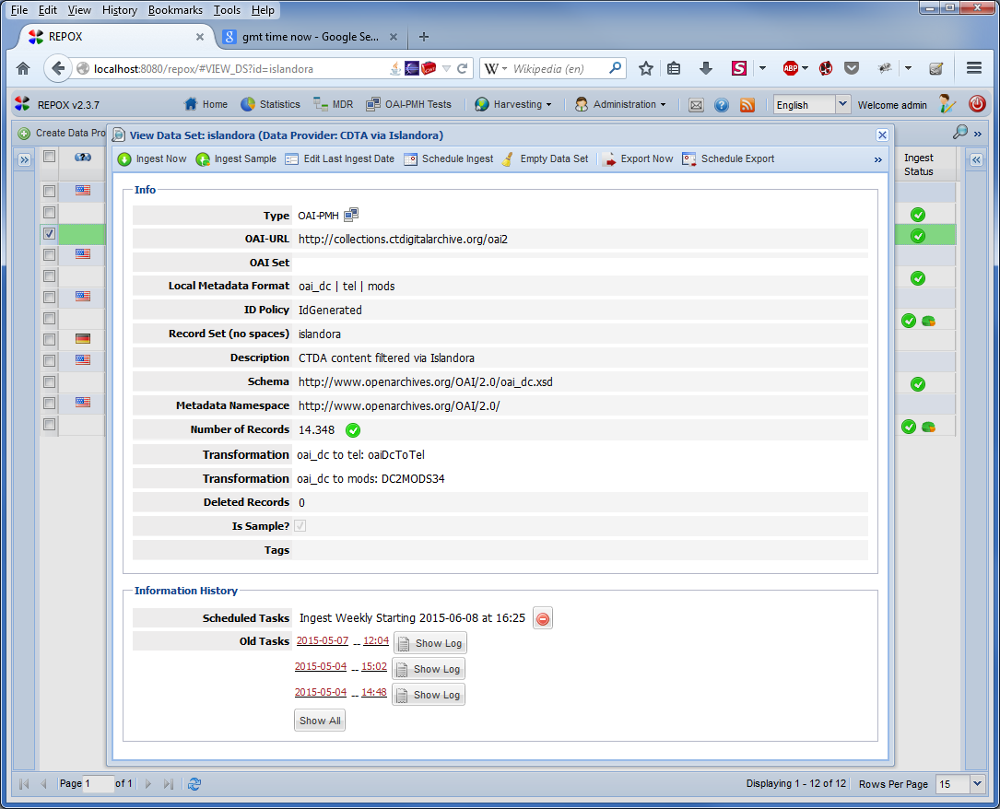 File Edit View History Bookmarks Tools Help
REPOX
gmt time now - Google Se...
localhost:8080/repox/#VIEW_DS?id=islandora
W Wikipedia (en)
S ABP
REPOX v2.3.7
Home Statistics MDR OAI-PMH Tests Harvesting Administration English Welcome admin
Create Data Pro
View Data Set: islandora (Data Provider: CDTA via Islandora)
Ingest Now Ingest Sample Edit Last Ingest Date Schedule Ingest Empty Data Set Export Now Schedule Export »
Ingest
Status
Info
Type OAI-PMH
OAI-URL http://collections.ctdigitalarchive.org/oai2
OAI Set
Local Metadata Format oai_dc | tel | mods
ID Policy IdGenerated
Record Set (no spaces) islandora
Description CTDA content filtered via Islandora
Schema http://www.openarchives.org/OAI/2.0/oai_dc.xsd
Metadata Namespace http://www.openarchives.org/OAI/2.0/
Number of Records 14.348
Transformation oai_dc to tel: oaiDcToTel
Transformation oai_dc to mods: DC2MODS34
Deleted Records 0
Is Sample?
Tags
Information History
Scheduled Tasks Ingest Weekly Starting 2015-06-08 at 16:25
Old Tasks 2015-05-07 -- 12:04 Show Log
2015-05-04 -- 15:02 Show Log
2015-05-04 -- 14:48 Show Log
Show All
Page 1 of 1 Displaying 1 - 12 of 12 Rows Per Page 15